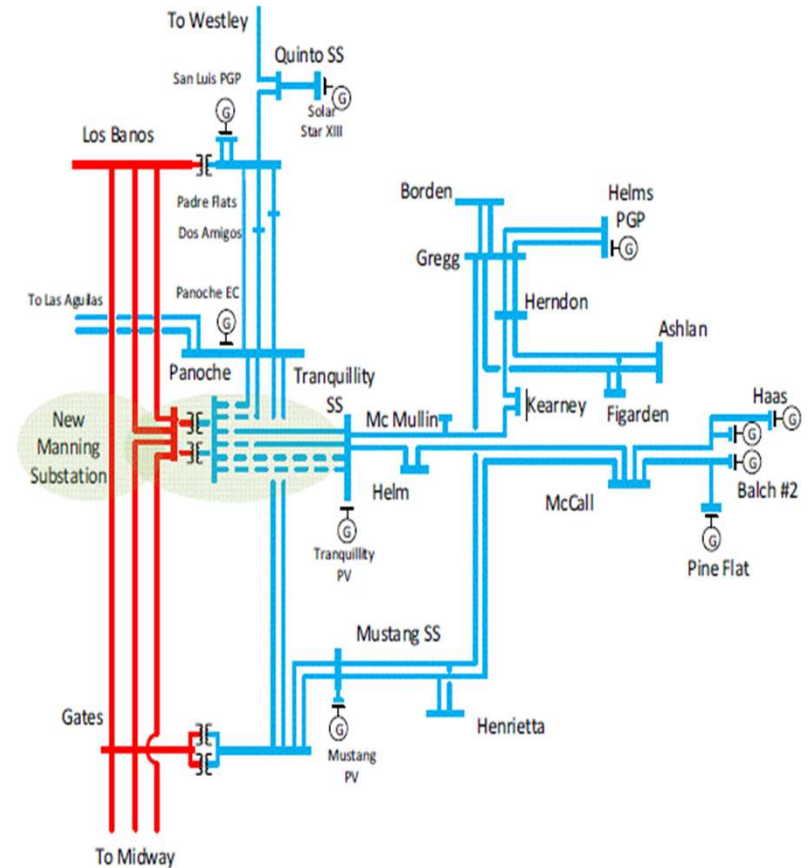 To Westley
Quinto SS
San Luis PGP
G
G
Solar
Star XIII
Los Banos
Borden
Helms
PGP
Padre Flats
Dos Amigos
Gregg
G
Panoche EC
To Las Aguilas
G
Herndon
Ashlan
Panoche
Tranquillity
SS
Mc Mullin
Kearney
Figarden
Haas
G
New
Manning
Substation
G
G
Helm
McCall
Balch #2
G
Tranquillity
PV
G
Pine Flat
Mustang SS
Gates
Henrietta
G
Mustang
PV
To Midway